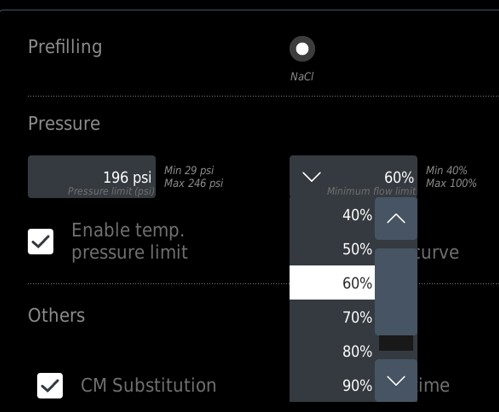 Prefilling
NaCl
Pressure
196 psi
Pressure limit (psi)
Min 29 psi
Max 246 psi
60%
Minimum flow limit
Min 40%
Max 100%
Enable temp.
pressure limit
curve
40%
50%
60%
70%
80%
90%
Others
CM Substitution
ime